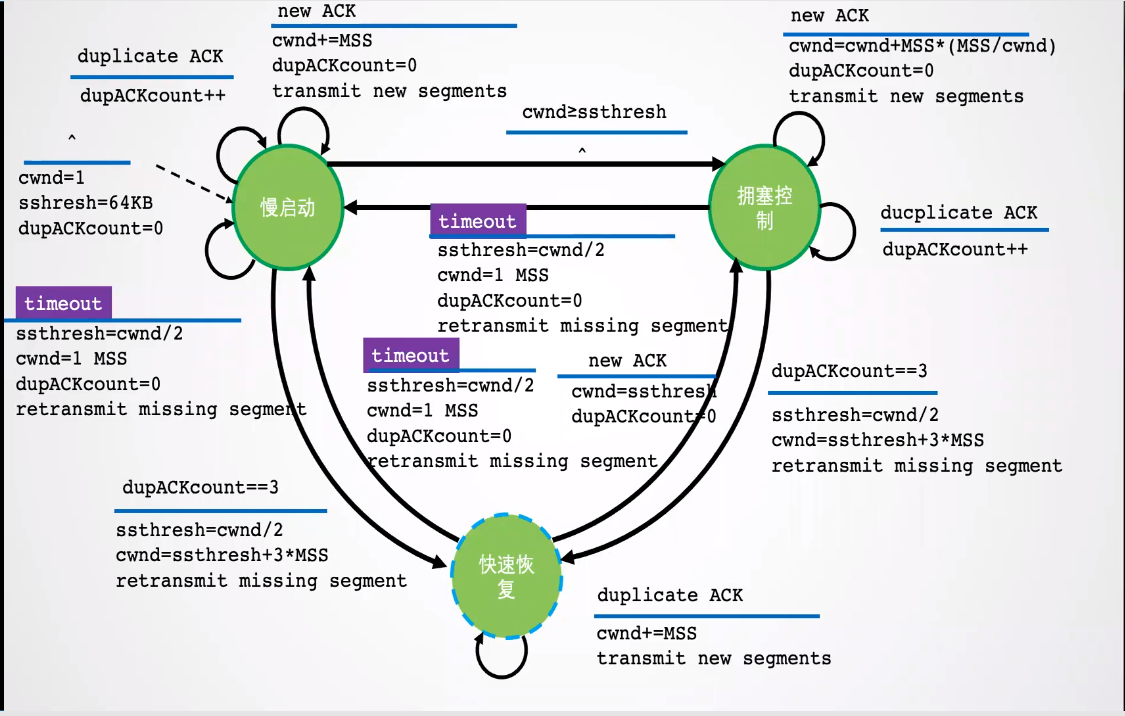 new ACK
cwnd+=MSS
dupACKcount=0
transmit new segments
new ACK
cwnd=cwnd+MSS*(MSS/cwnd)
dupACKcount=0
transmit new segments
duplicate ACK
dupACKcount++
cwnd≥ssthresh
^
^
cwnd=1
sshresh=64KB
dupACKcount=0
慢启动
拥塞控
制
ducplicate ACK
dupACKcount++
timeout
ssthresh=cwnd/2
cwnd=1 MSS
dupACKcount=0
retransmit missing segment
timeout
ssthresh=cwnd/2
cwnd=1 MSS
dupACKcount=0
retransmit missing segment
timeout
ssthresh=cwnd/2
cwnd=1 MSS
dupACKcount=0
retransmit missing segment
new ACK
cwnd=ssthresh
dupACKcount=0
dupACKcount==3
ssthresh=cwnd/2
cwnd=ssthresh+3*MSS
retransmit missing segment
dupACKcount==3
ssthresh=cwnd/2
cwnd=ssthresh+3*MSS
retransmit missing segment
快速恢
复
duplicate ACK
cwnd+=MSS
transmit new segments